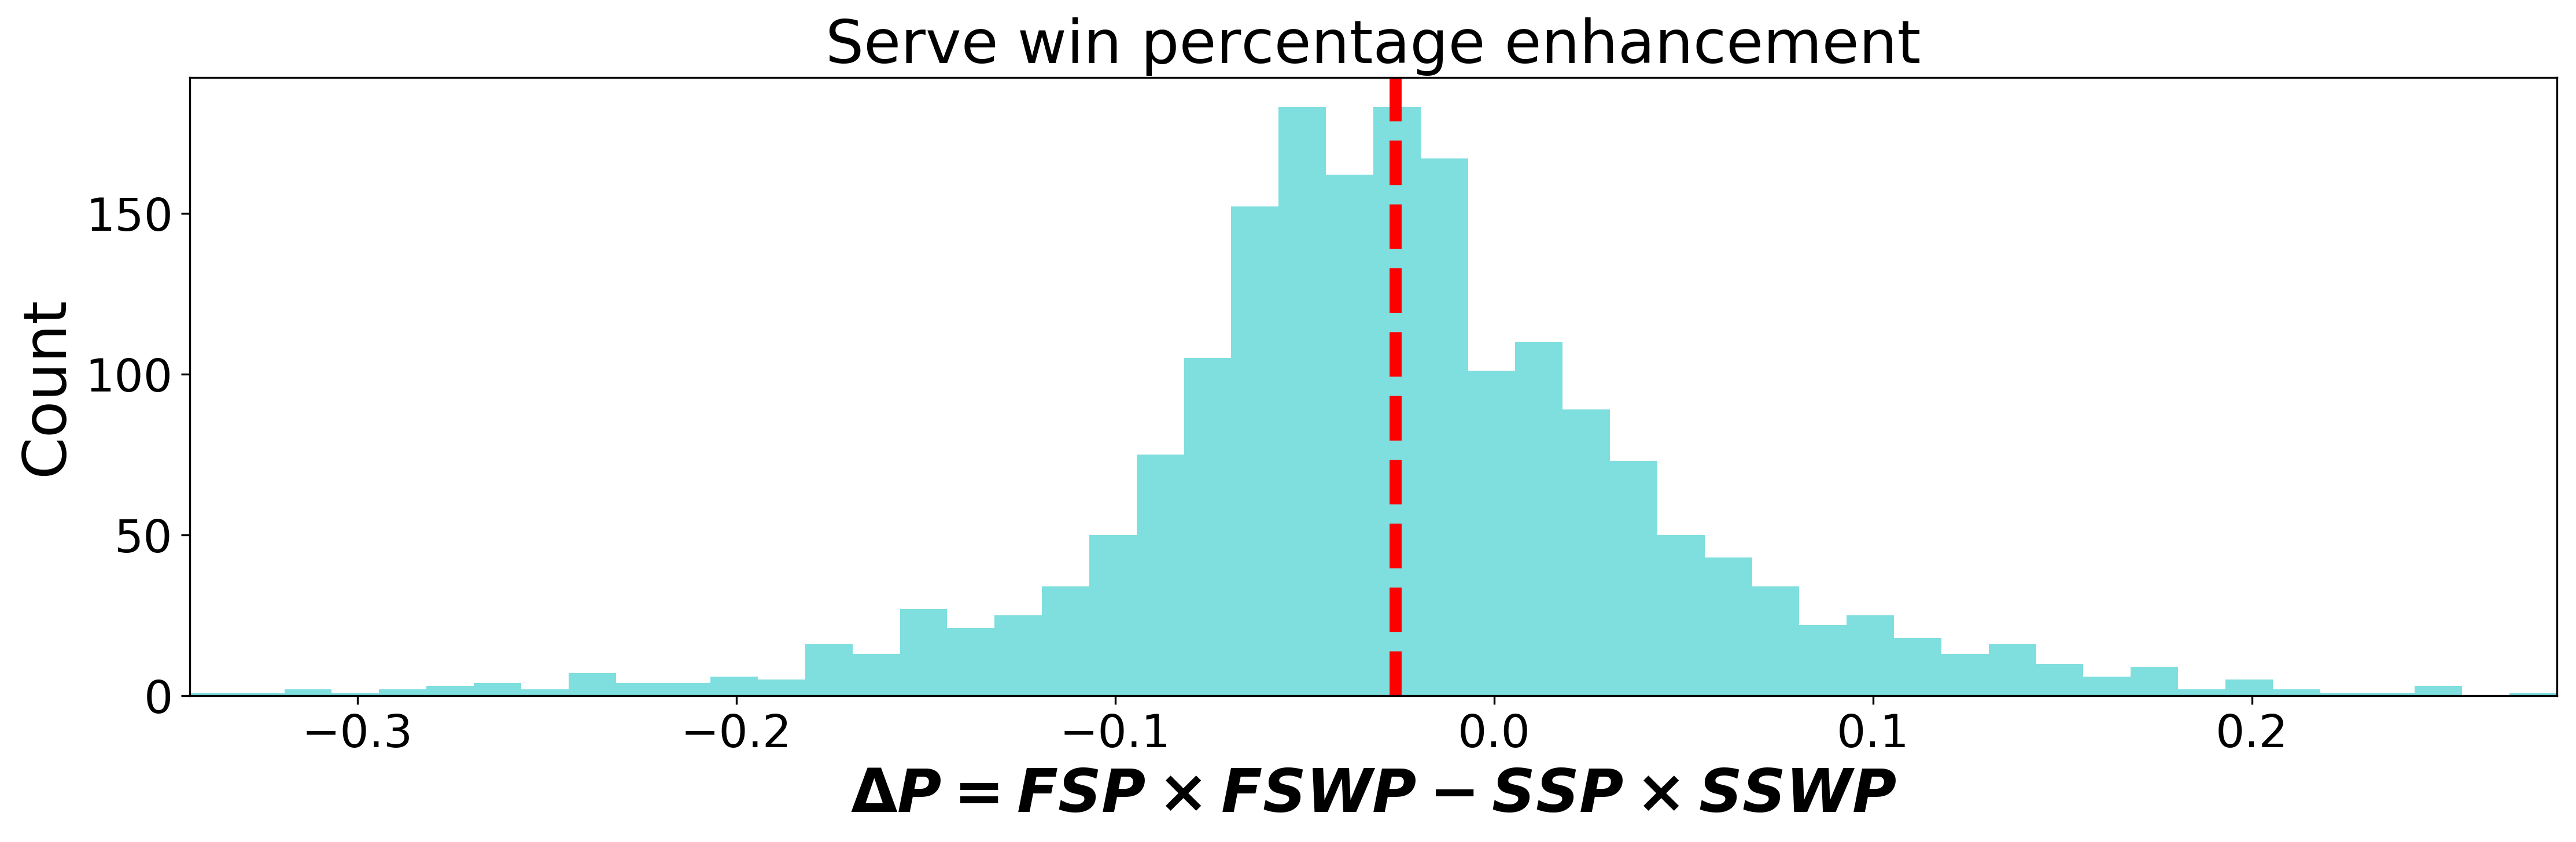 Serve win percentage enhancement
Count
150
100
50
0
−0.3 −0.2 −0.1 0.0 0.1 0.2
ΔP = FSP × FSWP − SSP × SSWP